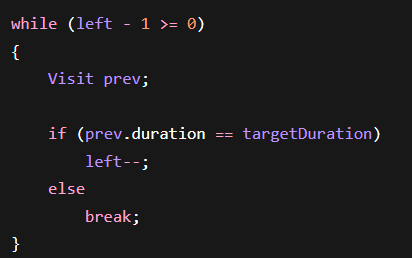 while (left - 1 >= 0)
{
    Visit prev;

    if (prev.duration == targetDuration)
        left--;
    else
        break;
}